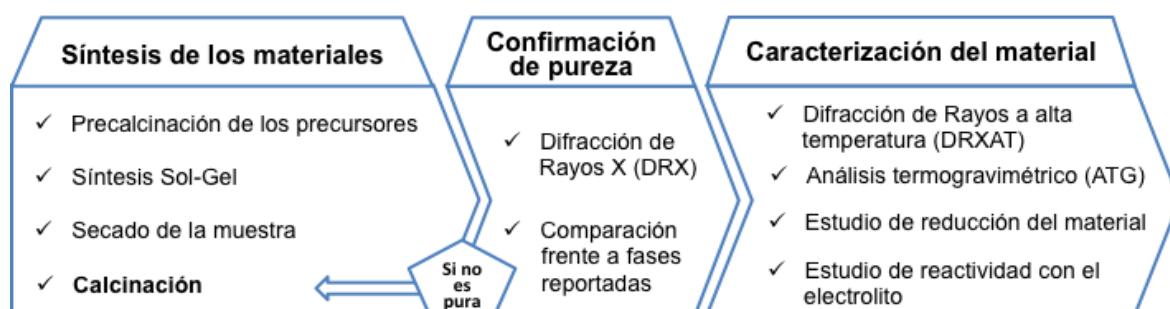 Síntesis de los materiales
✓ Precalcinación de los precursores
✓ Síntesis Sol-Gel
✓ Secado de la muestra
✓ Calcinación
Si no
es
pura
Confirmación
de pureza
✓ Difracción de
Rayos X (DRX)
✓ Comparación
frente a fases
reportadas
Caracterización del material
✓ Difracción de Rayos a alta
temperatura (DRXAT)
✓ Análisis termogravimétrico (ATG)
✓ Estudio de reducción del material
✓ Estudio de reactividad con el
electrolito